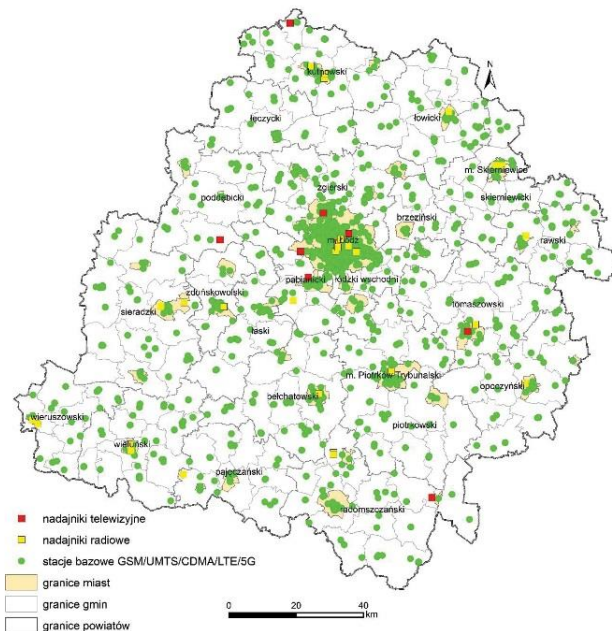 N
kutnowski
łęczycki
łowicki
m. Skierniewice
zgierski
skierniewicki
poddębicki
brzeziński
m. Łódź
rawski
pabianicki
łódzki wschodni
zduńskowolski
sieradzki
tomaszowski
łaski
m. Piotrków Trybunalski
opoczyński
bełchatowski
wieruszowski
piotrkowski
wieluński
pajęczański
radomszczański
nadajniki telewizyjne
nadajniki radiowe
stacje bazowe GSM/UMTS/CDMA/LTE/5G
granice miast
granice gmin
granice powiatów
0 10 20 40
km